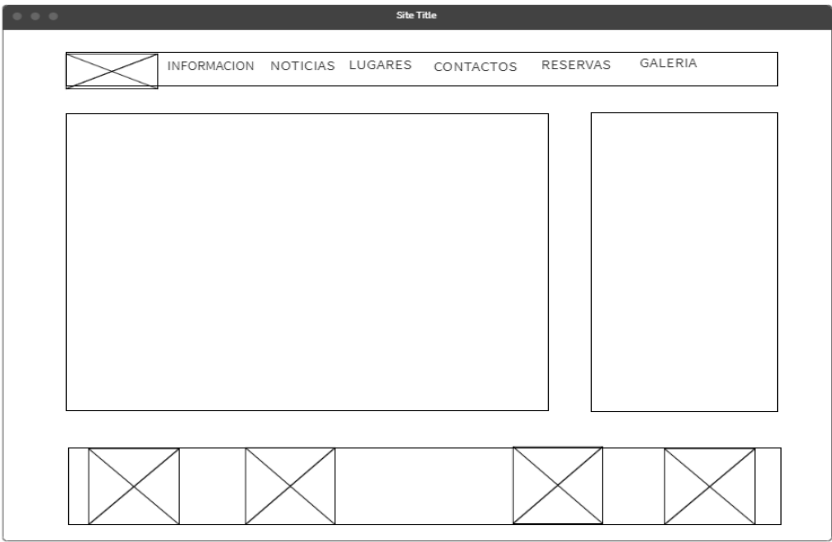 Site Title
INFORMACION NOTICIAS LUGARES CONTACTOS RESERVAS GALERIA